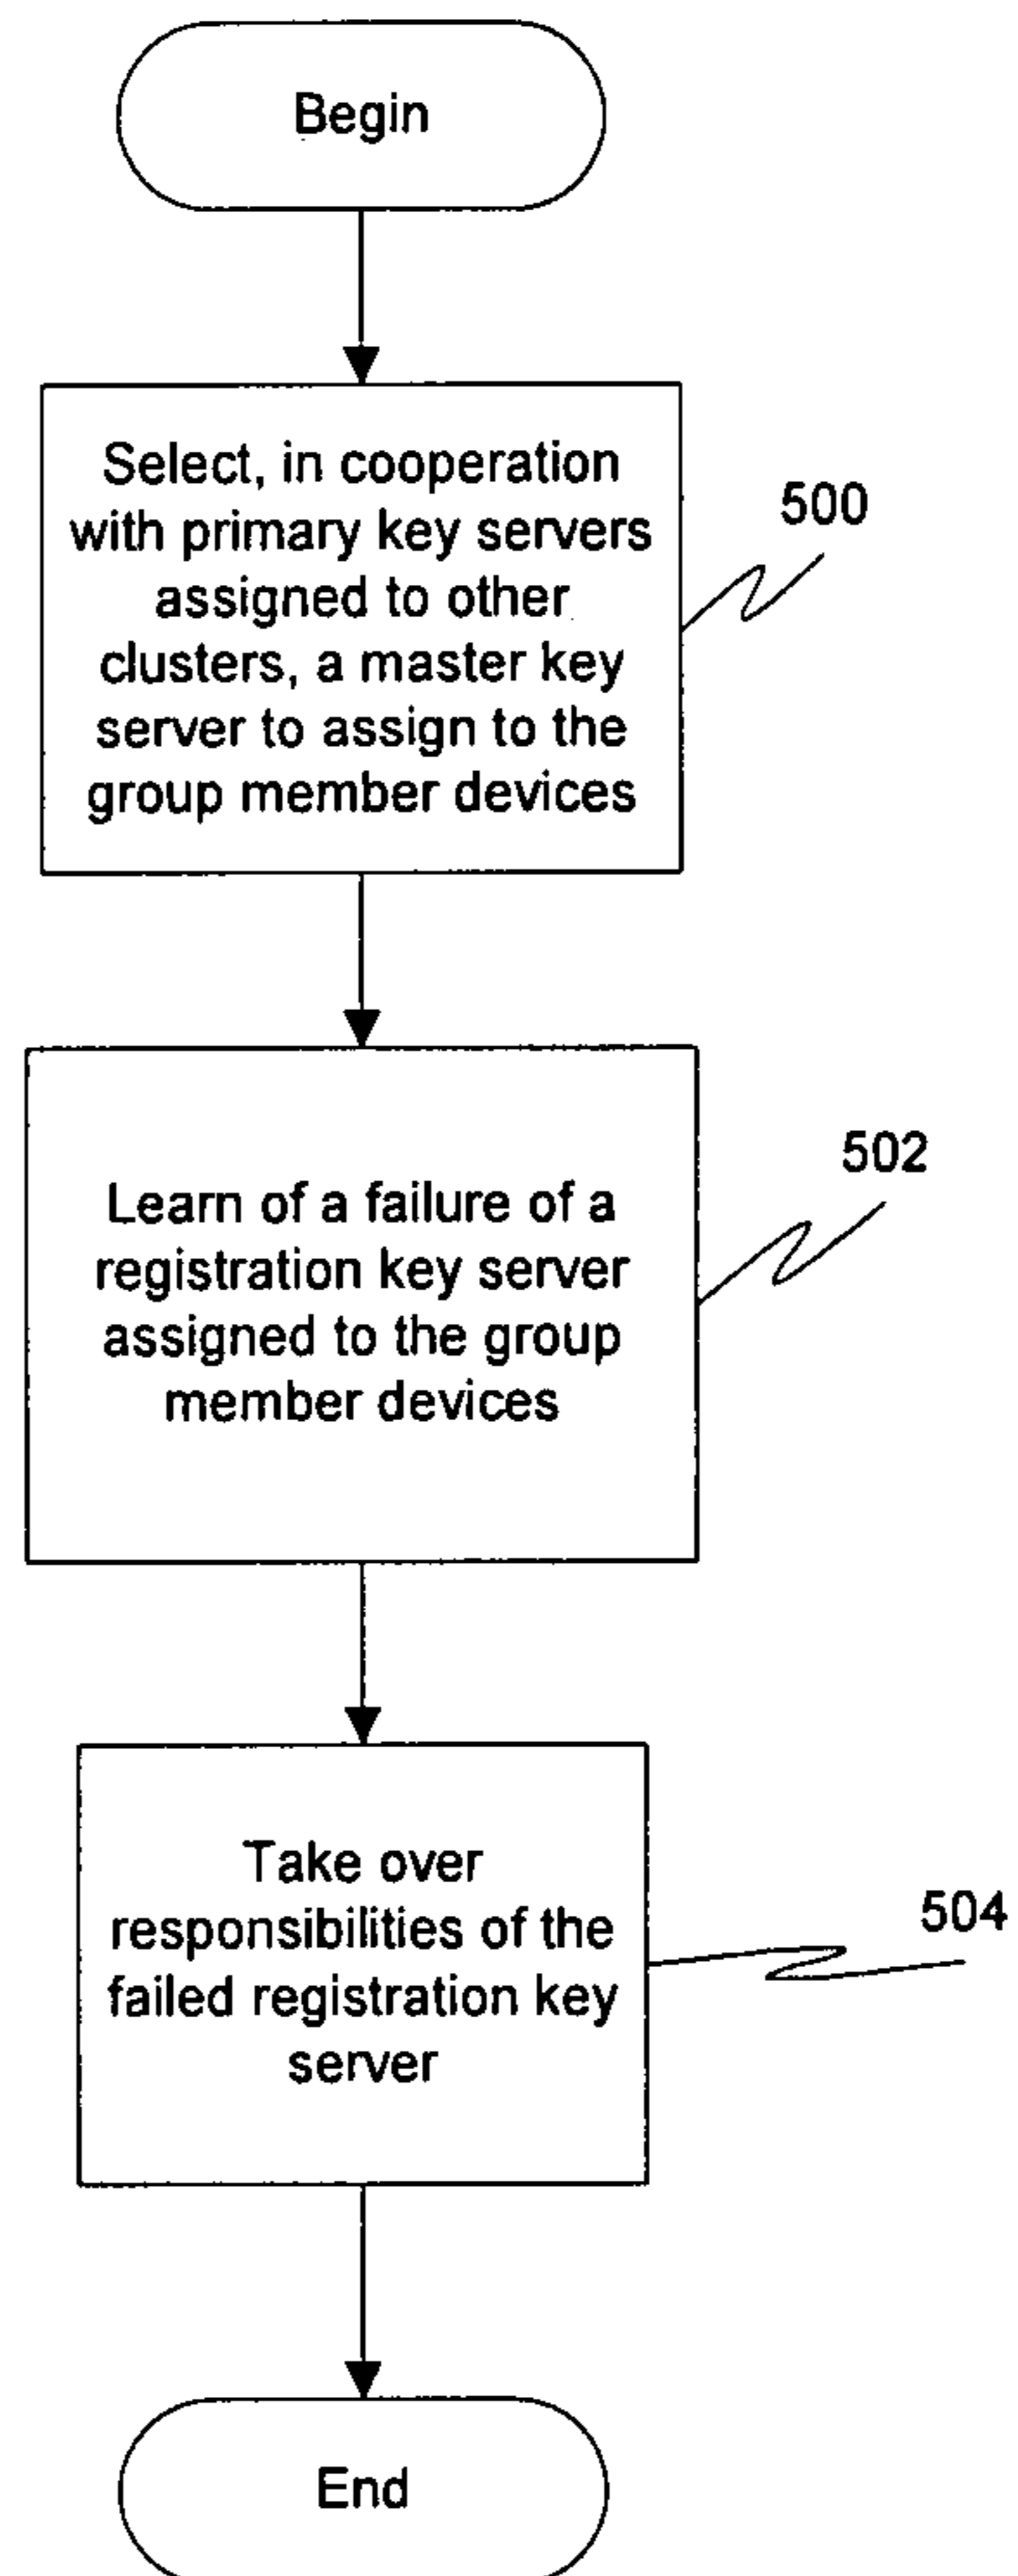 Begin
Select, in cooperation
with primary key servers
assigned to other
clusters, a master key
server to assign to the
group member devices
500
Learn of a failure of a
registration key server
assigned to the group
member devices
502
Take over
responsibilities of the
failed registration key
server
504
End